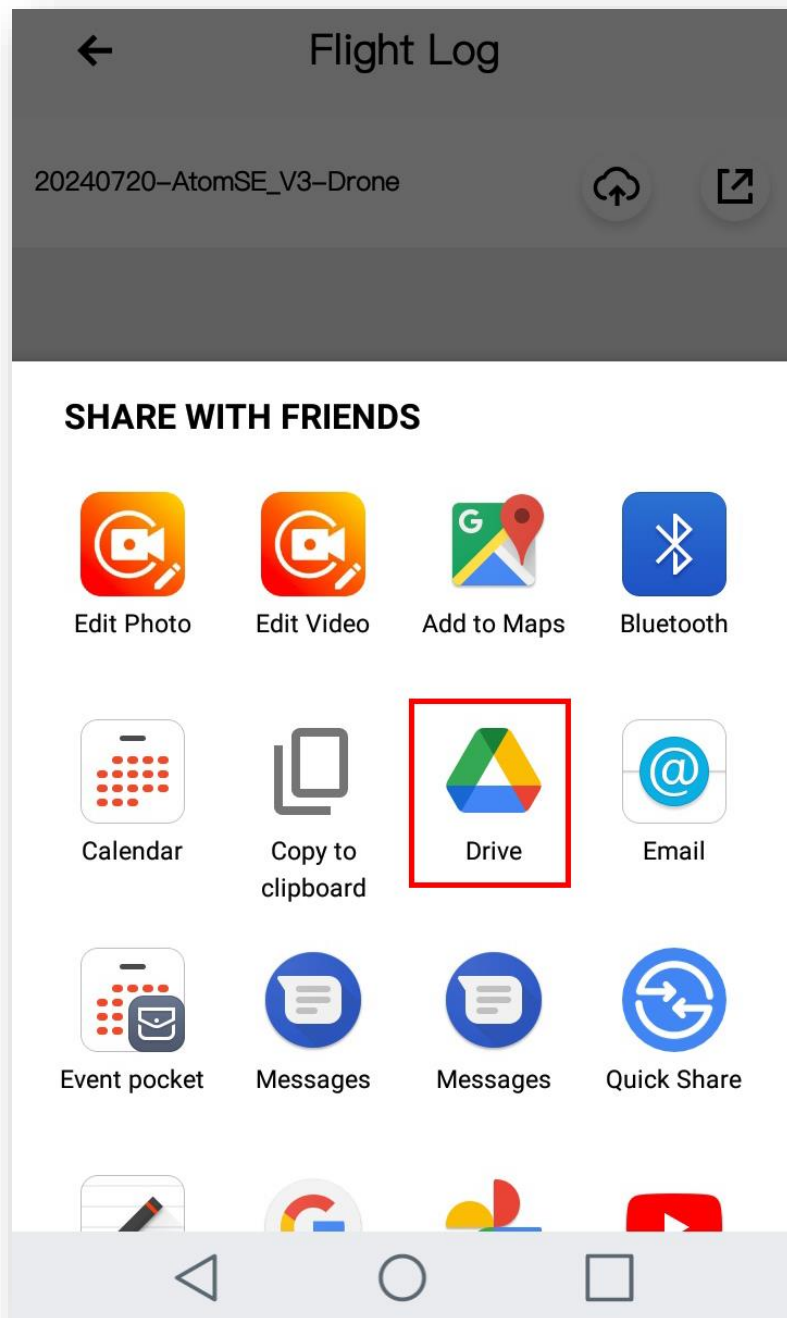 Flight Log
20240720-AtomSE_V3-Drone
SHARE WITH FRIENDS
G
Edit Photo
Edit Video
Add to Maps
Bluetooth
Calendar
Copy to
clipboard
Drive
@
Email
Event pocket
Messages
Messages
Quick Share